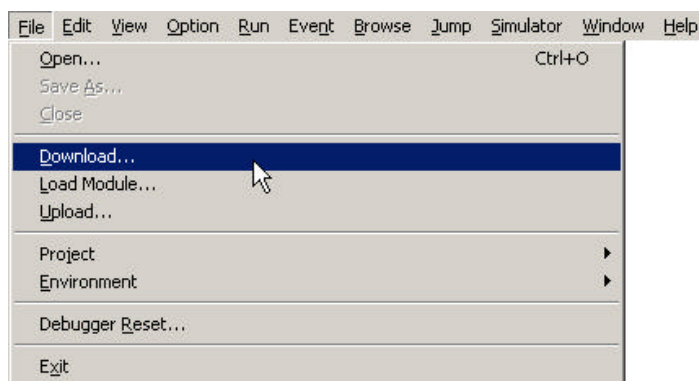 File Edit View Option Run Event Browse Jump Simulator Window Help
Open... Ctrl+O
Save As...
Close
Download...
Load Module...
Upload...
Project
Environment
Debugger Reset...
Exit